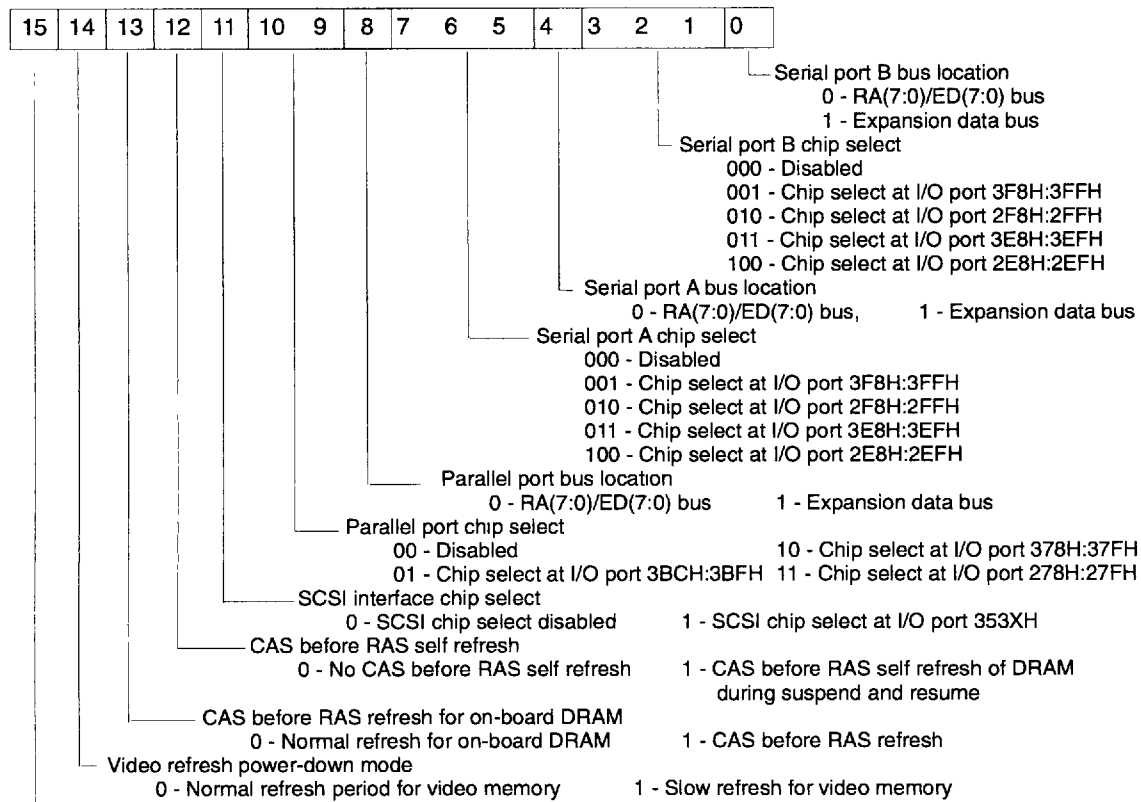 15 14 13 12 11 10 9 8 7 6 5 4 3 2 1 0
Serial port B bus location
0 - RA(7:0)/ED(7:0) bus
1 - Expansion data bus
Serial port B chip select
000 - Disabled
001 - Chip select at I/O port 3F8H:3FFH
010 - Chip select at I/O port 2F8H:2FFH
011 - Chip select at I/O port 3E8H:3EFH
100 - Chip select at I/O port 2E8H:2EFH
Serial port A bus location
0 - RA(7:0)/ED(7:0) bus, 1 - Expansion data bus
Serial port A chip select
000 - Disabled
001 - Chip select at I/O port 3F8H:3FFH
010 - Chip select at I/O port 2F8H:2FFH
011 - Chip select at I/O port 3E8H:3EFH
100 - Chip select at I/O port 2E8H:2EFH
Parallel port bus location
0 - RA(7:0)/ED(7:0) bus 1 - Expansion data bus
Parallel port chip select
00 - Disabled 10 - Chip select at I/O port 378H:37FH
01 - Chip select at I/O port 3BCH:3BFH 11 - Chip select at I/O port 278H:27FH
SCSI interface chip select
0 - SCSI chip select disabled 1 - SCSI chip select at I/O port 353XH
CAS before RAS self refresh
0 - No CAS before RAS self refresh 1 - CAS before RAS self refresh of DRAM
during suspend and resume
CAS before RAS refresh for on-board DRAM
0 - Normal refresh for on-board DRAM 1 - CAS before RAS refresh
Video refresh power-down mode
0 - Normal refresh period for video memory 1 - Slow refresh for video memory